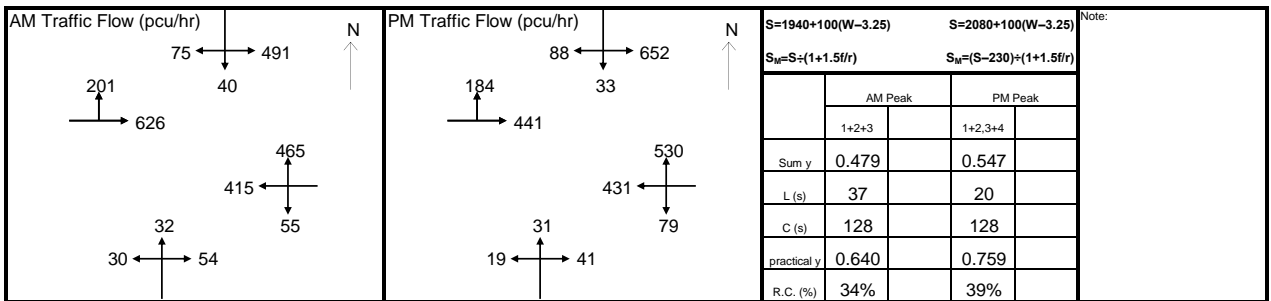 AM Traffic Flow (pcu/hr)
N
75
491
40
201
626
465
415
55
32
30
54
PM Traffic Flow (pcu/hr)
N
88
652
33
184
441
530
431
79
31
19
41
S=1940+100(W–3.25) S=2080+100(W–3.25)
SM=S÷(1+1.5f/r) SM=(S–230)÷(1+1.5f/r)
AM Peak PM Peak
1+2+3 1+2,3+4
Sum y 0.479 0.547
L (s) 37 20
C (s) 128 128
practical y 0.640 0.759
R.C. (%) 34% 39%
Note: